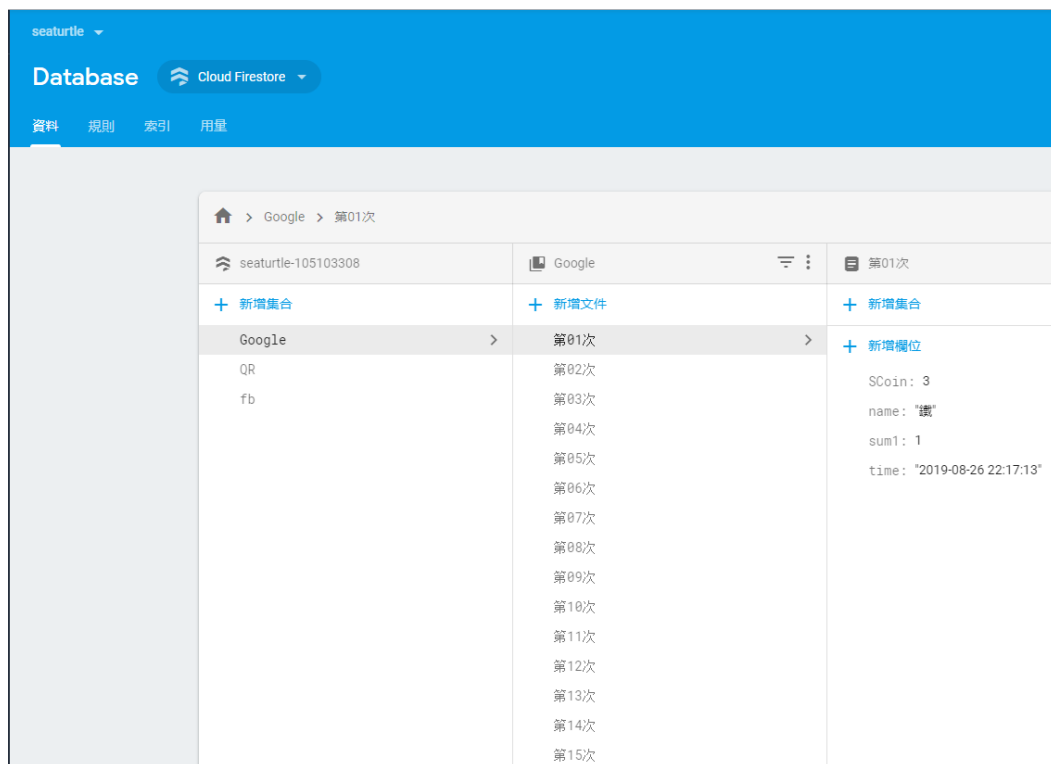 seaturtle
Database Cloud Firestore
資料 規則 索引 用量
Google 第01次
seaturtle-105103308 Google 第01次
新增集合 新增文件 新增集合
Google 第01次 新增欄位
QR 第02次 SCoin: 3
fb 第03次 name: "鐵"
第04次 sum1: 1
第05次 time: "2019-08-26 22:17:13"
第06次
第07次
第08次
第09次
第10次
第11次
第12次
第13次
第14次
第15次